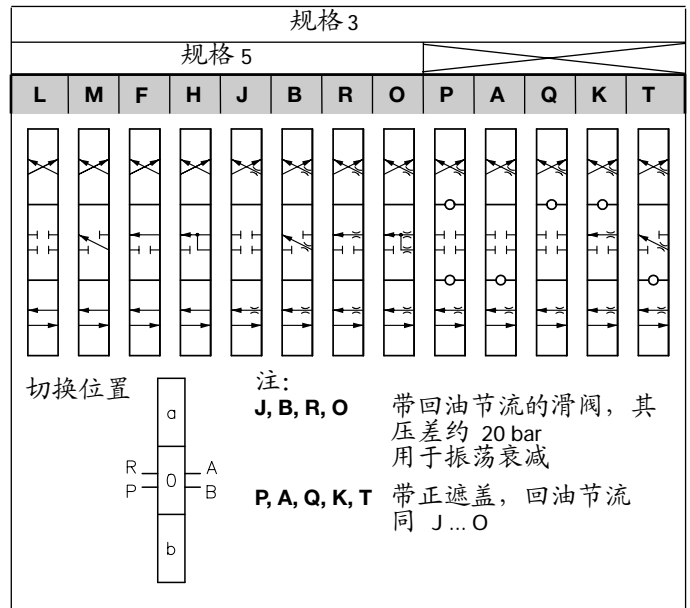 规格 3
规格 5
L M F H J B R O P A Q K T
切换位置
a
R 0 A
P B
b
注:
J, B, R, O 带回油节流的滑阀，其
压差约 20 bar
用于振荡衰减
P, A, Q, K, T 带正遮盖，回油节流
同 J ... O